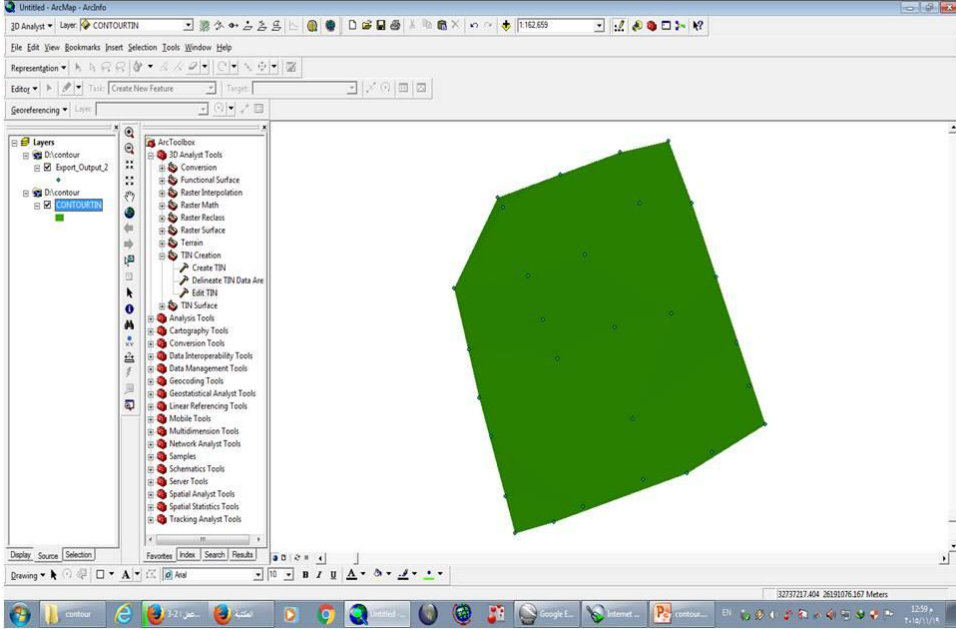 Untitled - ArcMap - ArcInfo
3D Analyst Layer: CONTOURTIN 1:162,659
File Edit View Bookmarks Insert Selection Tools Window Help
Representation
Editor Task: Create New Feature Target:
Georeferencing Layer:
Layers
D:\contour
Export_Output_2
D:\contour
CONTOURTIN
ArcToolbox
3D Analyst Tools
Conversion
Functional Surface
Raster Interpolation
Raster Math
Raster Reclass
Raster Surface
Terrain
TIN Creation
Create TIN
Delineate TIN Data Are
Edit TIN
TIN Surface
Analysis Tools
Cartography Tools
Conversion Tools
Data Interoperability Tools
Data Management Tools
Geocoding Tools
Geostatistical Analyst Tools
Linear Referencing Tools
Mobile Tools
Multidimension Tools
Network Analyst Tools
Samples
Schematics Tools
Server Tools
Spatial Analyst Tools
Spatial Statistics Tools
Tracking Analyst Tools
Display Source Selection
Favorites Index Search Results
Drawing A Arial 10 B I U A
32737217.404 26191076.167 Meters
contour Untitled -... Google E... Internet ... contour... EN 12:59 م
٢٠١٥/١١/١٩